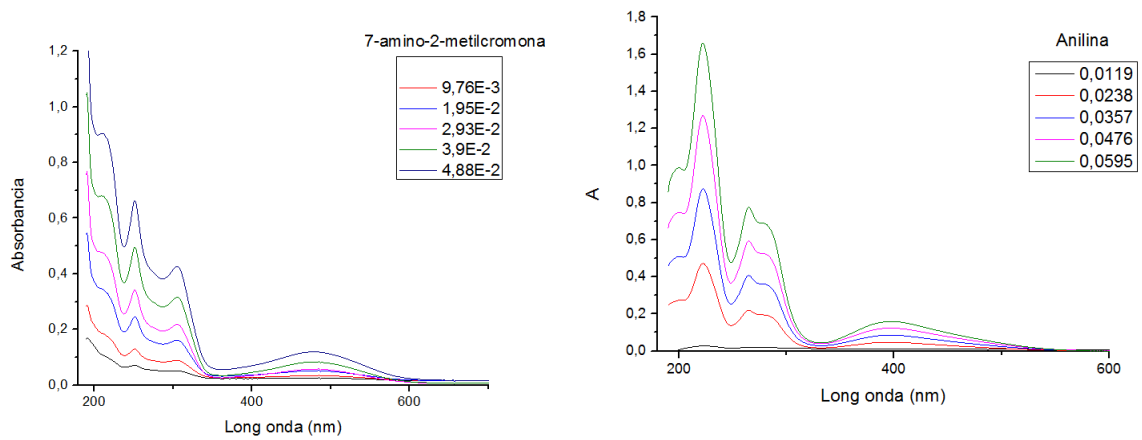 7-amino-2-metilcromona
9,76E-3
1,95E-2
2,93E-2
3,9E-2
4,88E-2
1,2
1,0
0,8
0,6
0,4
0,2
0,0
Absorbancia
200
400
600
Long onda (nm)
Anilina
0,0119
0,0238
0,0357
0,0476
0,0595
1,8
1,6
1,4
1,2
1,0
0,8
0,6
0,4
0,2
0,0
A
200
400
600
Long onda (nm)